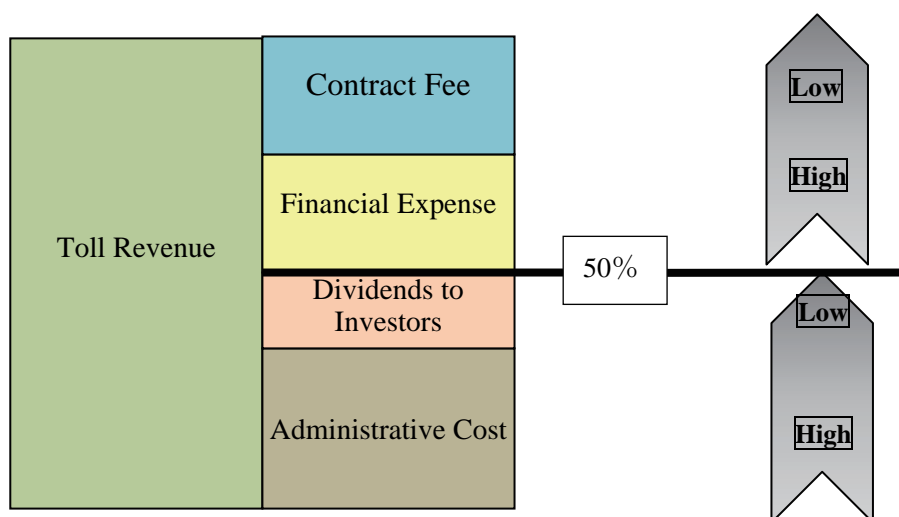 Toll Revenue
Contract Fee
Financial Expense
Dividends to
Investors
Administrative Cost
50%
Low
High
Low
High